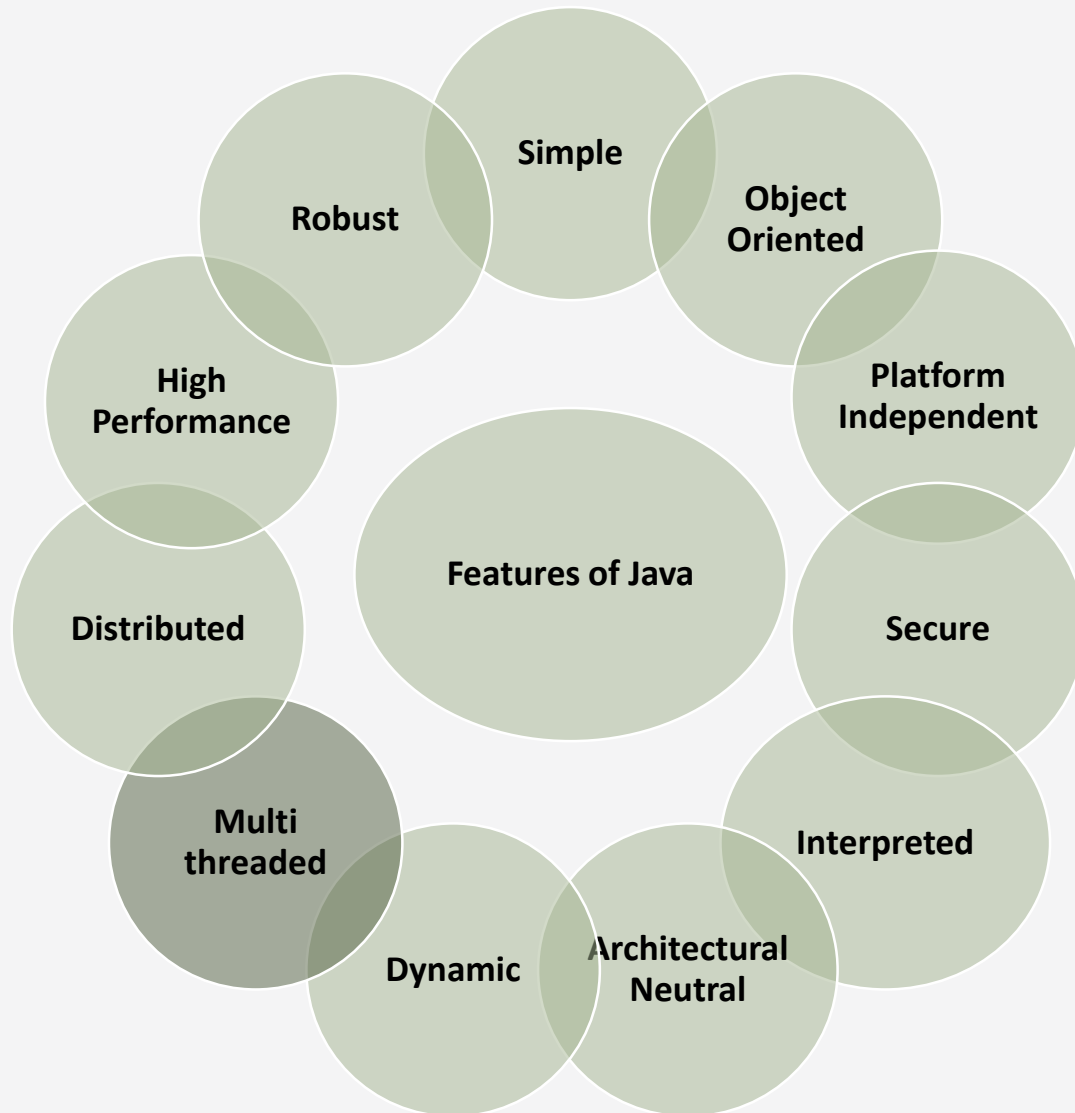 Simple
Object
Oriented
Platform
Independent
Secure
Interpreted
Architectural
Neutral
Dynamic
Multi
threaded
Distributed
High
Performance
Robust
Features of Java